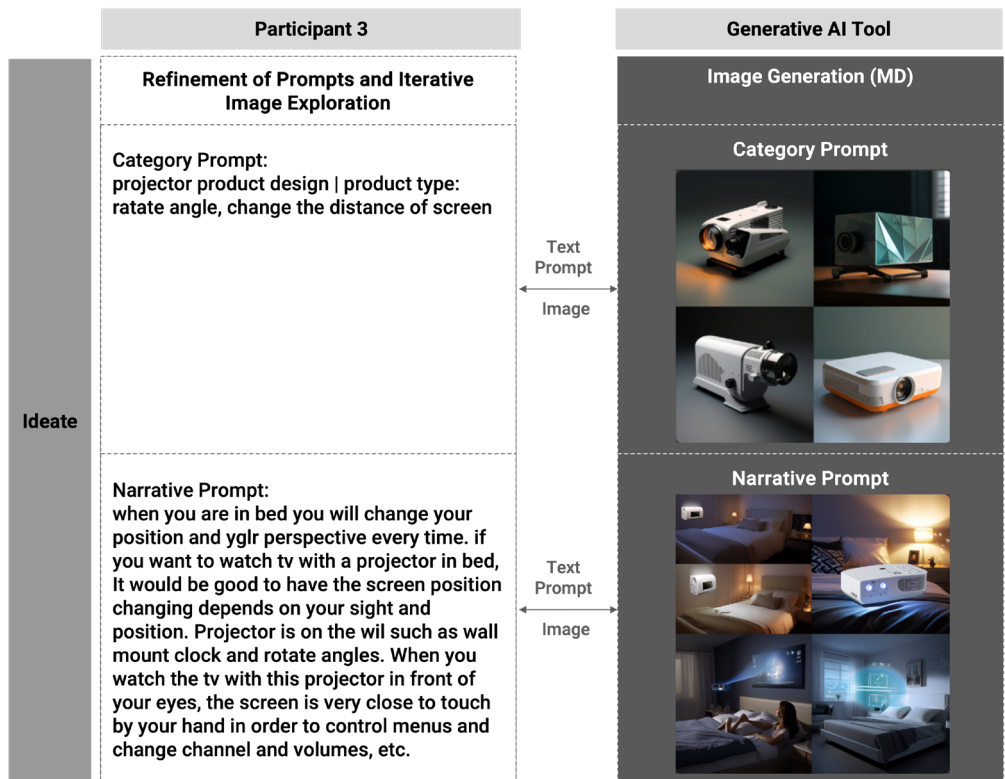 Participant 3
Generative AI Tool
Refinement of Prompts and Iterative
Image Exploration
Image Generation (MD)
Ideate
Category Prompt:
projector product design | product type:
ratate angle, change the distance of screen
Text
Prompt
Image
Category Prompt
Narrative Prompt:
when you are in bed you will change your
position and yglr perspective every time. if
you want to watch tv with a projector in bed,
It would be good to have the screen position
changing depends on your sight and
position. Projector is on the wil such as wall
mount clock and rotate angles. When you
watch the tv with this projector in front of
your eyes, the screen is very close to touch
by your hand in order to control menus and
change channel and volumes, etc.
Text
Prompt
Image
Narrative Prompt